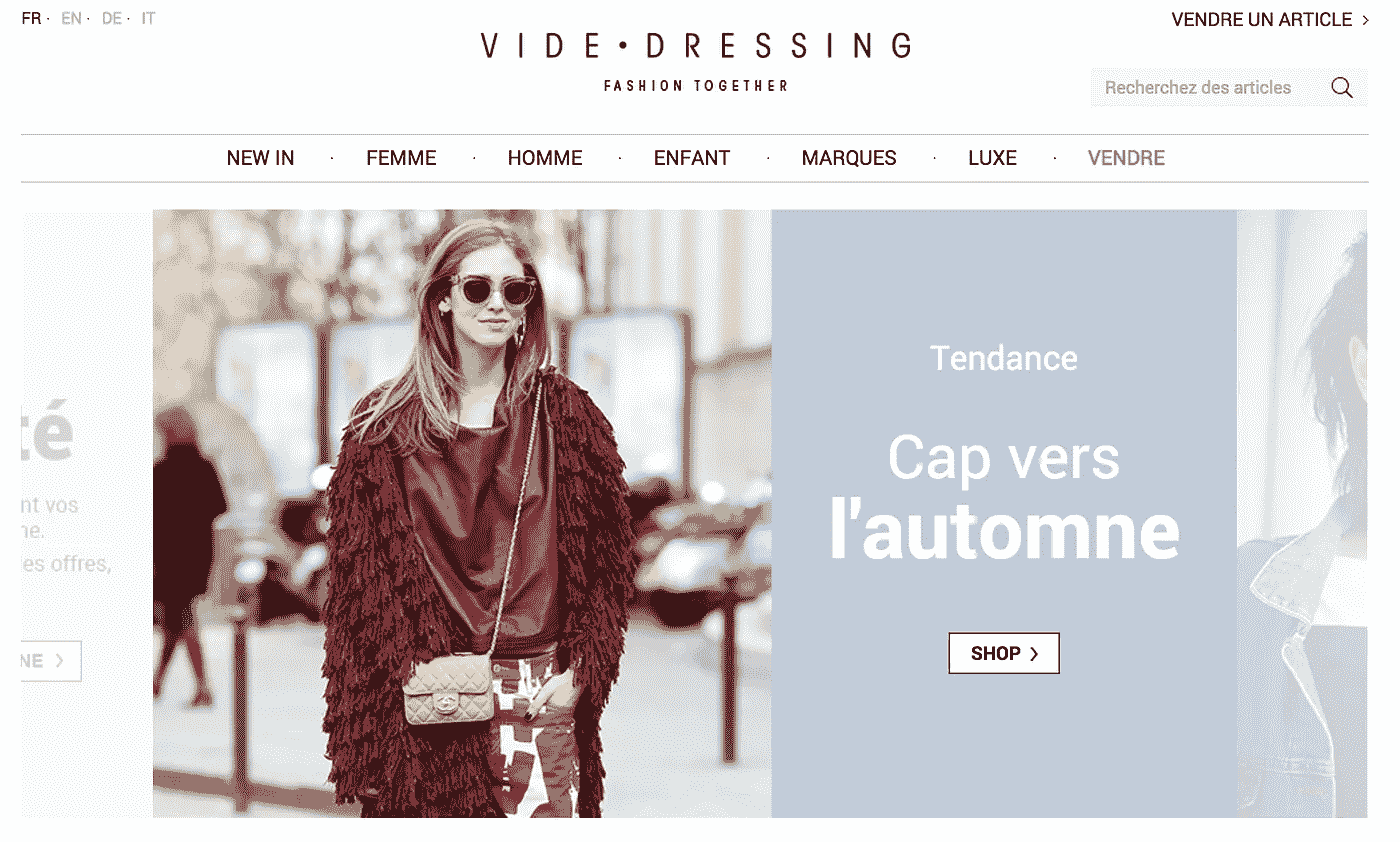 FR · EN · DE · IT
VENDRE UN ARTICLE >
VIDE•DRESSING
FASHION TOGETHER
Recherchez des articles
NEW IN · FEMME · HOMME · ENFANT · MARQUES · LUXE · VENDRE
té
nt vos
ne.
es offres,
NE >
Tendance
Cap vers
l'automne
SHOP >